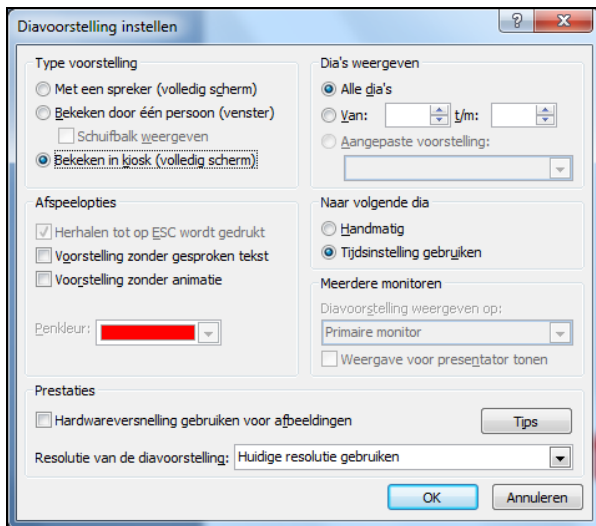 Diavoorstelling instellen
Type voorstelling
Met een spreker (volledig scherm)
Bekeken door één persoon (venster)
Schuifbalk weergeven
Bekeken in kiosk (volledig scherm)
Dia's weergeven
Alle dia's
Van: t/m:
Aangepaste voorstelling:
Afspeelopties
Herhalen tot op ESC wordt gedrukt
Voorstelling zonder gesproken tekst
Voorstelling zonder animatie
Penkleur:
Naar volgende dia
Handmatig
Tijdsinstelling gebruiken
Meerdere monitoren
Diavoorstelling weergeven op:
Primaire monitor
Weergave voor presentator tonen
Prestaties
Hardwareversnelling gebruiken voor afbeeldingen
Tips
Resolutie van de diavoorstelling: Huidige resolutie gebruiken
OK Annuleren